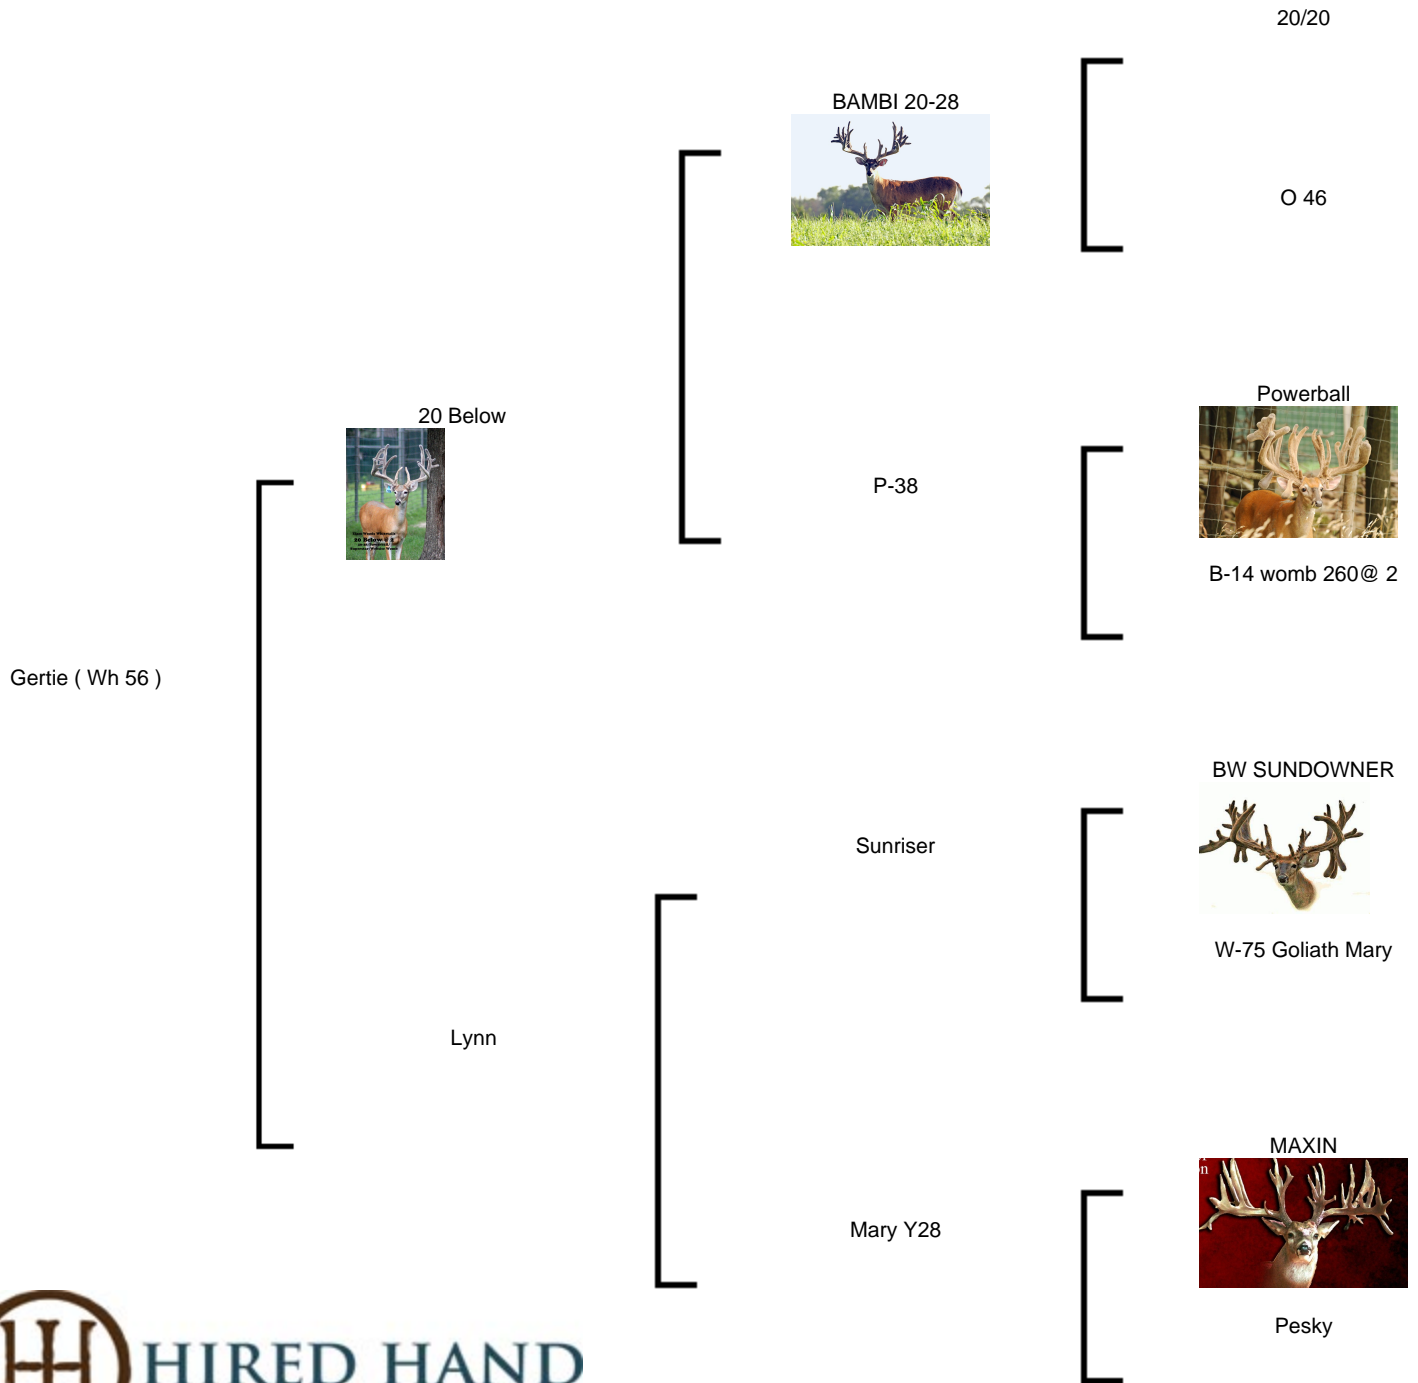 20/20
BAMBI 20-28
O 46
Powerball
20 Below
P-38
B-14 womb 260@ 2
Gertie ( Wh 56 )
BW SUNDOWNER
Sunriser
W-75 Goliath Mary
Lynn
MAXIN
Mary Y28
Pesky
HIRED HAND